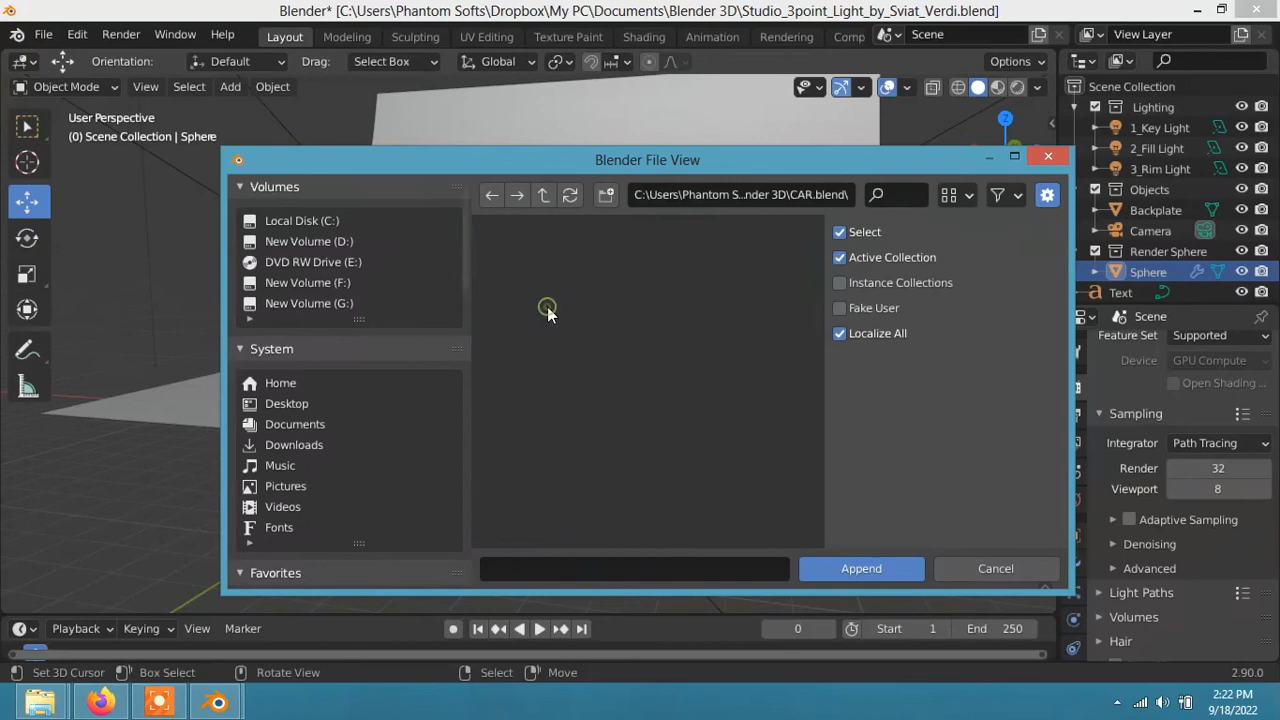 Blender* [C:\Users\Phantom Softs\Dropbox\My PC\Documents\Blender 3D\Studio_3point_Light_by_Sviat_Verdi.blend]
File Edit Render Window Help Layout Modeling Sculpting UV Editing Texture Paint Shading Animation Rendering Comp Scene View Layer
Orientation: Default Drag: Select Box Global Options
Object Mode View Select Add Object
User Perspective
(0) Scene Collection | Sphere
Z
Scene Collection
Lighting
1_Key Light
2_Fill Light
3_Rim Light
Objects
Backplate
Camera
Render Sphere
Sphere
Text
Blender File View
Volumes
Local Disk (C:)
New Volume (D:)
DVD RW Drive (E:)
New Volume (F:)
New Volume (G:)
System
Home
Desktop
Documents
Downloads
Music
Pictures
Videos
Fonts
Favorites
C:\Users\Phantom S...nder 3D\CAR.blend\
Select
Active Collection
Instance Collections
Fake User
Localize All
Append Cancel
Scene
Feature Set Supported
Device GPU Compute
Open Shading ...
Sampling
Integrator Path Tracing
Render 32
Viewport 8
Adaptive Sampling
Denoising
Advanced
Light Paths
Volumes
Hair
Playback Keying View Marker 0 Start 1 End 250
Set 3D Cursor Box Select Rotate View Select Move 2.90.0
2:22 PM
9/18/2022